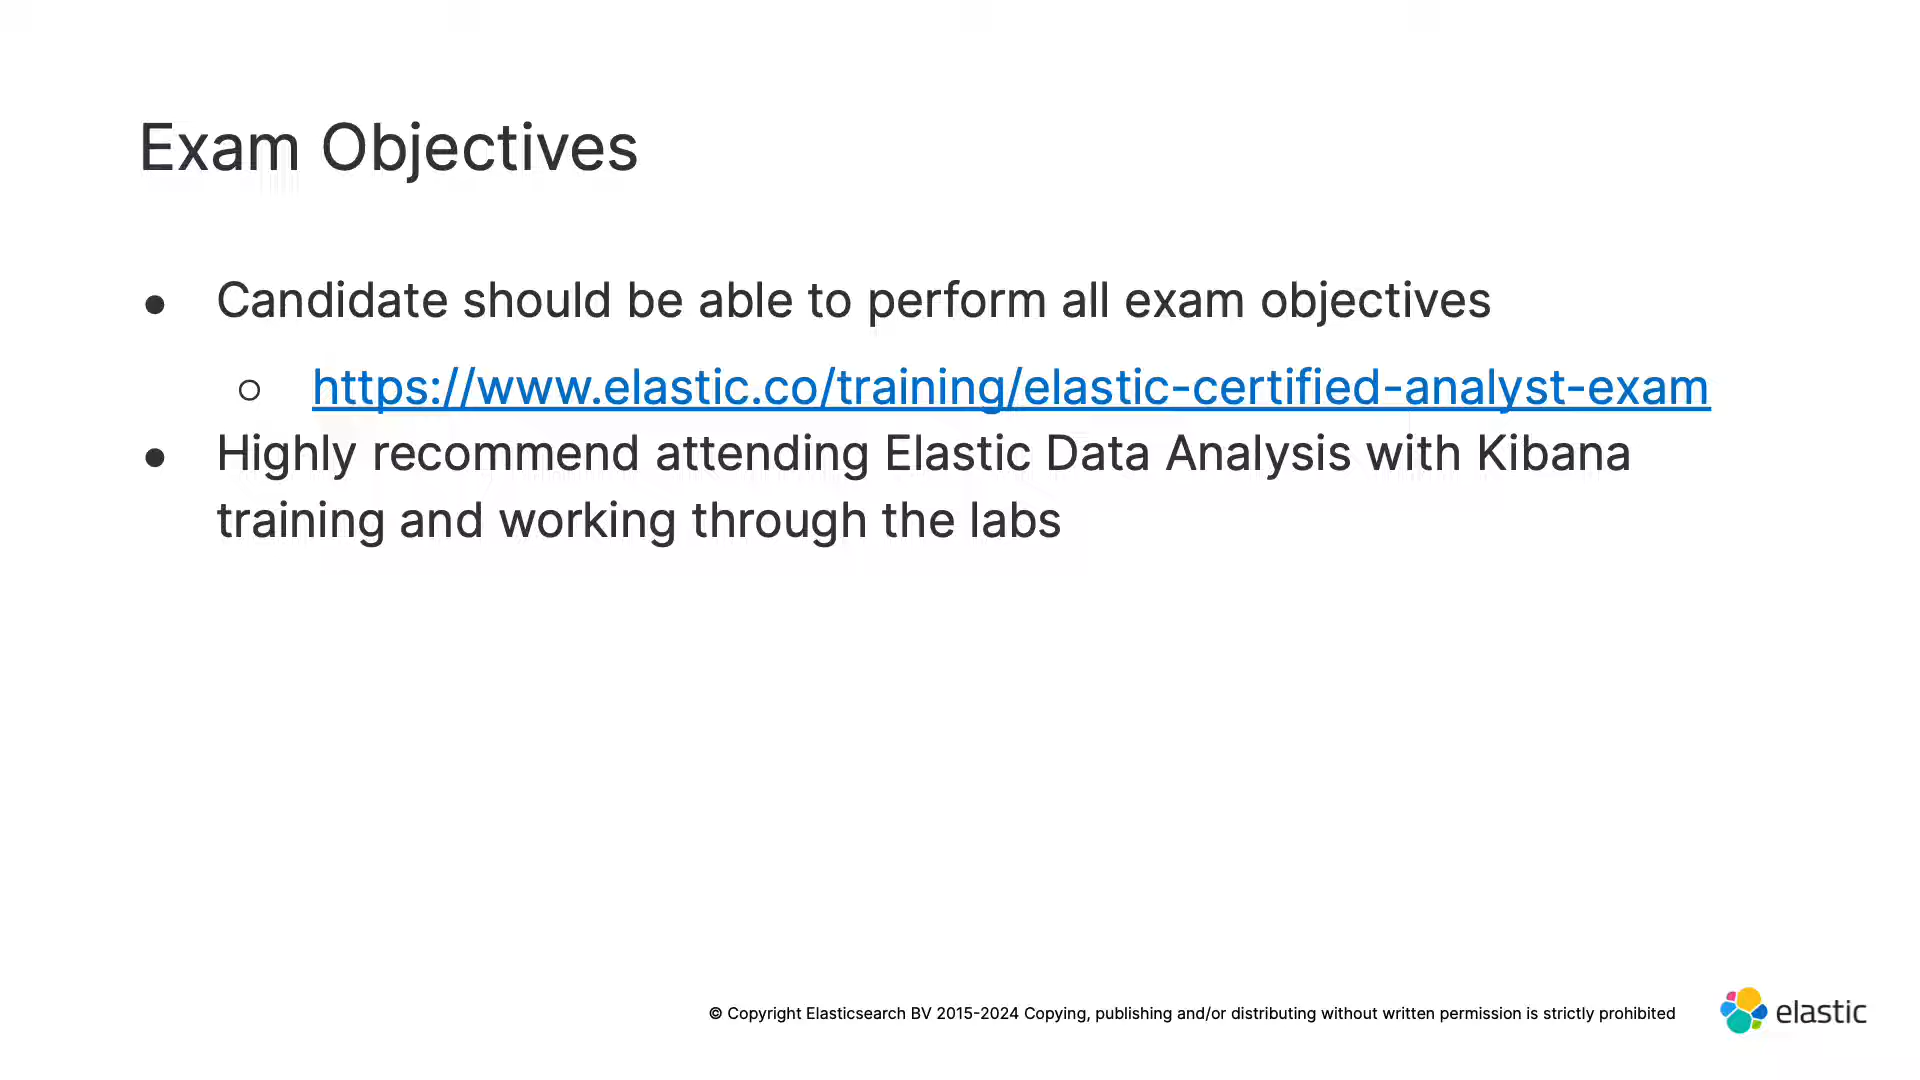 Exam Objectives
● Candidate should be able to perform all exam objectives
○ https://www.elastic.co/training/elastic-certified-analyst-exam
● Highly recommend attending Elastic Data Analysis with Kibana
training and working through the labs
© Copyright Elasticsearch BV 2015-2024 Copying, publishing and/or distributing without written permission is strictly prohibited
elastic